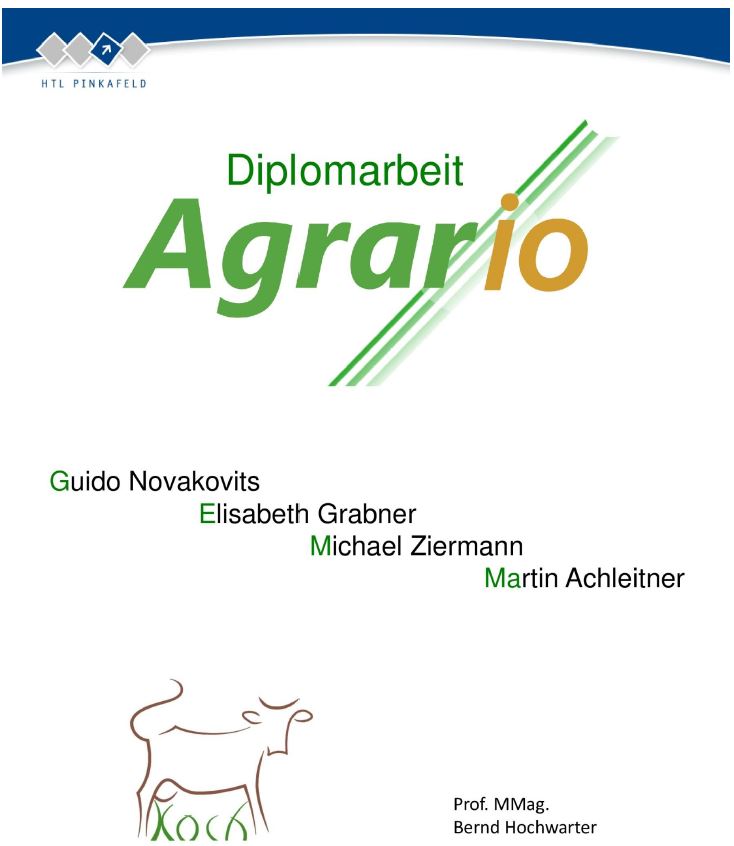 HTL PINKAFELD
Diplomarbeit
Agrario
Guido Novakovits
Elisabeth Grabner
Michael Ziermann
Martin Achleitner
Koch
Prof. MMag.
Bernd Hochwarter